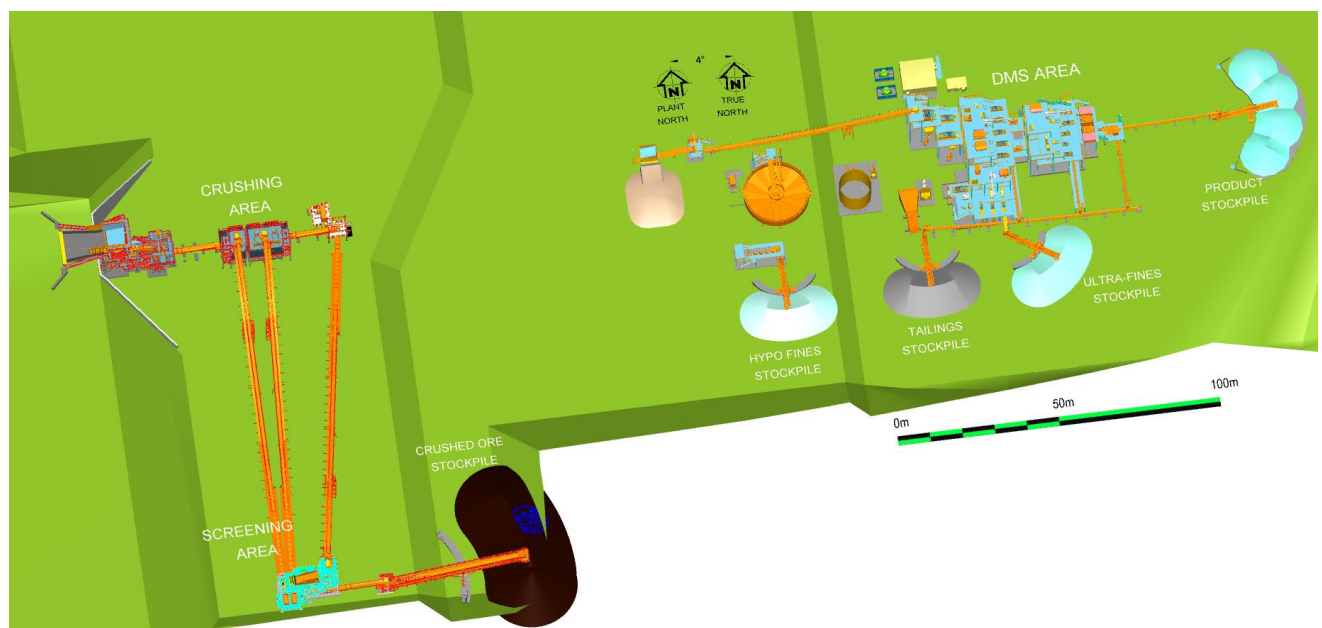 4°
N
N
PLANT
NORTH
TRUE
NORTH
DMS AREA
CRUSHING
AREA
PRODUCT
STOCKPILE
ULTRA-FINES
STOCKPILE
TAILINGS
STOCKPILE
HYPO FINES
STOCKPILE
0m
50m
100m
CRUSHED ORE
STOCKPILE
SCREENING
AREA